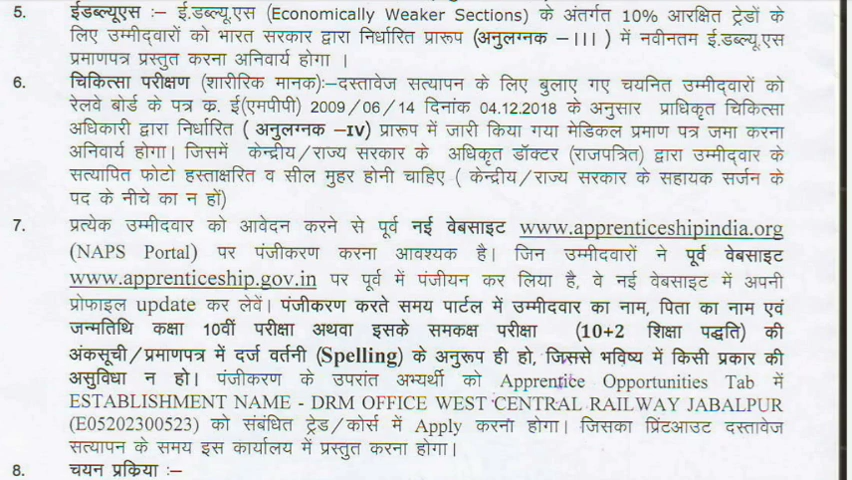 5. ईडब्ल्यूएस :– ई.डब्ल्यू.एस (Economically Weaker Sections) के अंतर्गत 10% आरक्षित ट्रेडों के
लिए उम्मीद्वारों को भारत सरकार द्वारा निर्धारित प्रारूप (अनुलग्नक –III ) में नवीनतम ई.डब्ल्यू.एस
प्रमाणपत्र प्रस्तुत करना अनिवार्य होगा ।
6. चिकित्सा परीक्षण (शारीरिक मानक):–दस्तावेज सत्यापन के लिए बुलाए गए चयनित उम्मीद्वारों को
रेलवे बोर्ड के पत्र क. ई(एमपीपी) 2009/06/14 दिनांक 04.12.2018 के अनुसार प्राधिकृत चिकित्सा
अधिकारी द्वारा निर्धारित ( अनुलग्नक –IV) प्रारूप में जारी किया गया मेडिकल प्रमाण पत्र जमा करना
अनिवार्य होगा। जिसमें केन्द्रीय/राज्य सरकार के अधिकृत डॉक्टर (राजपत्रित) द्वारा उम्मीद्वार के
सत्यापित फोटो हस्ताक्षरित व सील मुहर होनी चाहिए ( केन्द्रीय/राज्य सरकार के सहायक सर्जन के
पद के नीचे का न हों)
7. प्रत्येक उम्मीद्वार को आवेदन करने से पूर्व नई वेबसाइट www.apprenticeshipindia.org
(NAPS Portal) पर पंजीकरण करना आवश्यक है। जिन उम्मीदवारों ने पूर्व वेबसाइट
www.apprenticeship.gov.in पर पूर्व में पंजीयन कर लिया है, वे नई वेबसाइट में अपनी
प्रोफाइल update कर लेवें। पंजीकरण करते समय पार्टल में उम्मीदवार का नाम, पिता का नाम एवं
जन्मतिथि कक्षा 10वीं परीक्षा अथवा इसके समकक्ष परीक्षा (10+2 शिक्षा पद्धति) की
अंकसूची/प्रमाणपत्र में दर्ज वर्तनी (Spelling) के अनुरूप ही हो, जिससे भविष्य में किसी प्रकार की
असुविधा न हो। पंजीकरण के उपरांत अभ्यर्थी को Apprentice Opportunities Tab में
ESTABLISHMENT NAME - DRM OFFICE WEST CENTRAL RAILWAY JABALPUR
(E05202300523) को संबंधित ट्रेड/कोर्स में Apply करना होगा। जिसका प्रिंटआउट दस्तावेज
सत्यापन के समय इस कार्यालय में प्रस्तुत करना होगा।
8. चयन प्रकिया :–